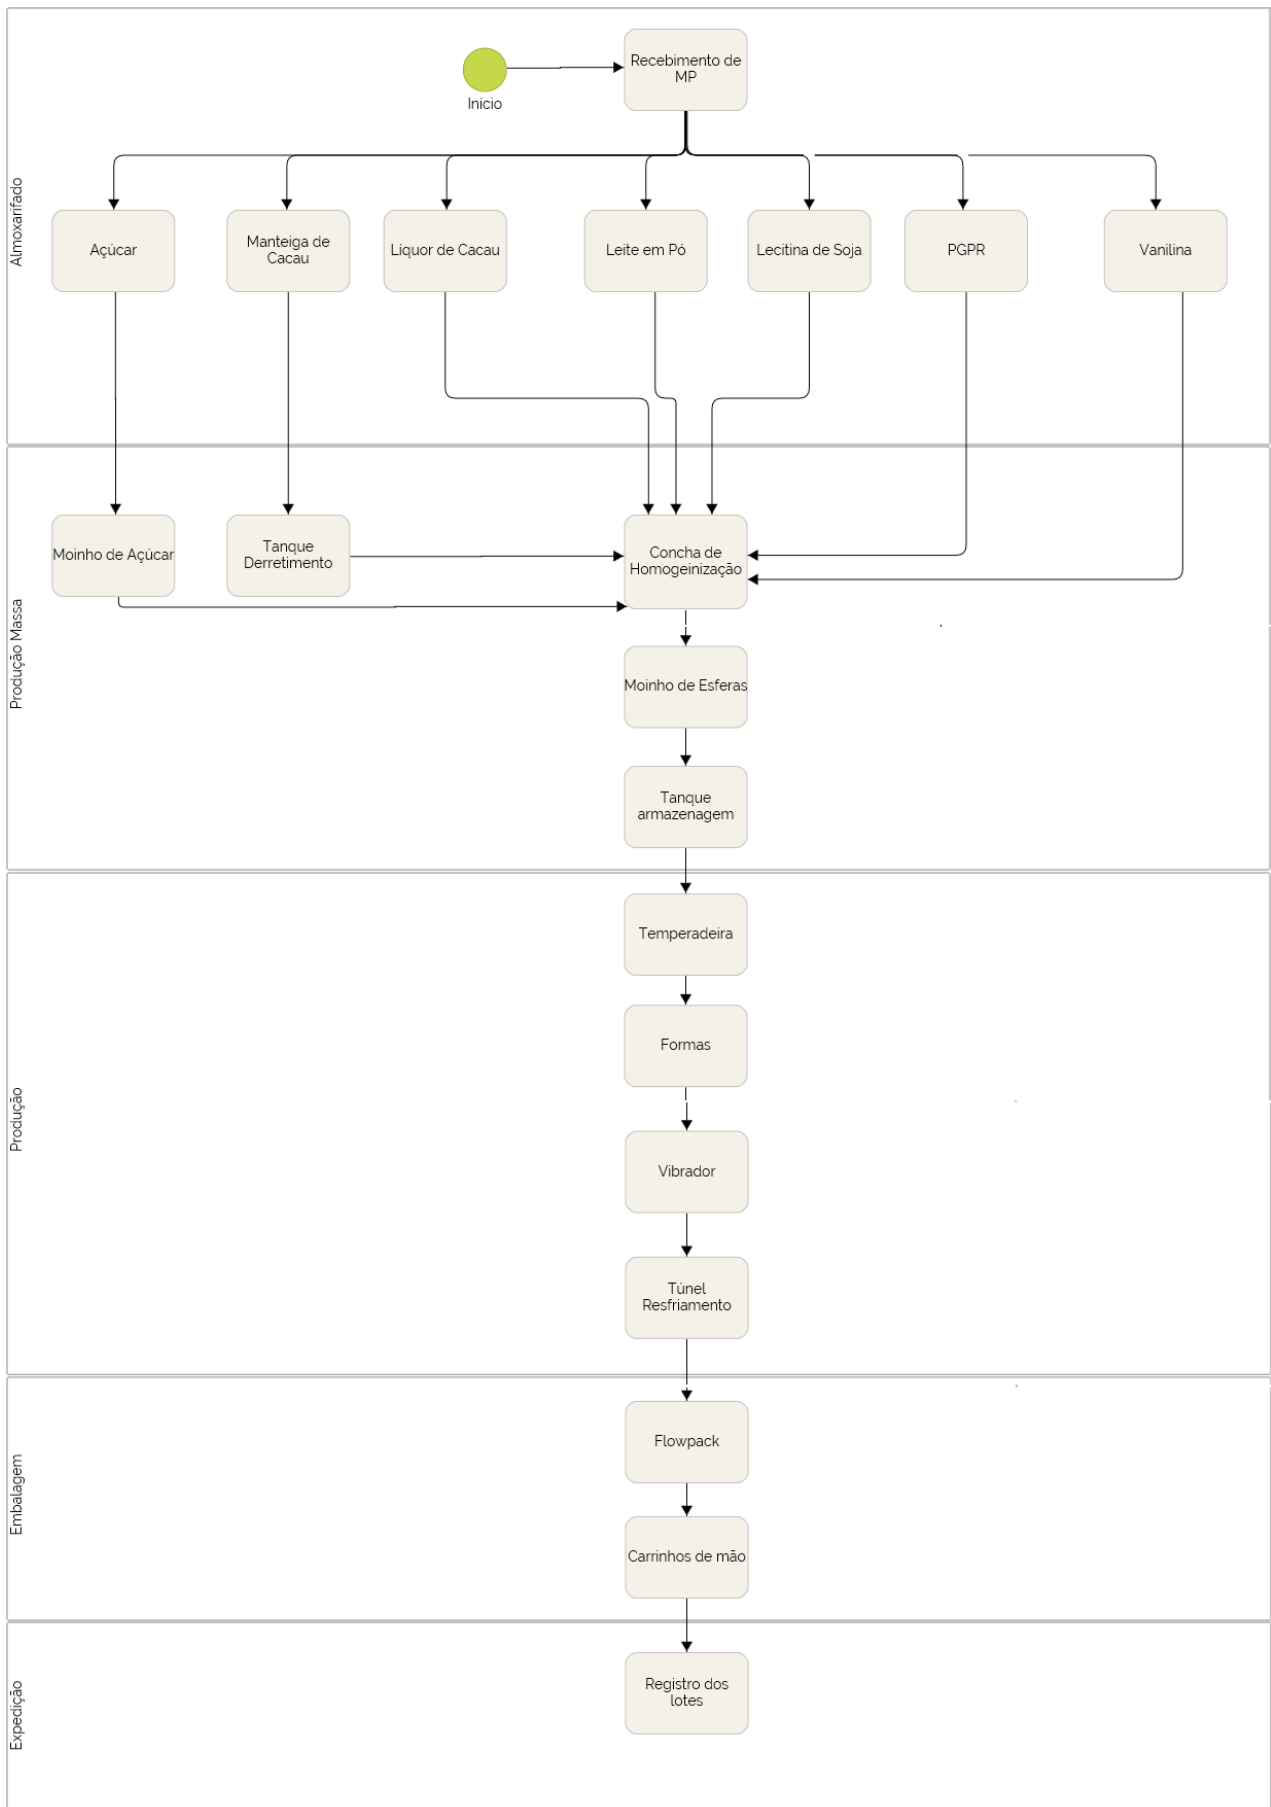 Recebimento de
MP
Início
Almoxarifado
Açúcar
Manteiga de
Cacau
Líquor de Cacau
Leite em Pó
Lecitina de Soja
PGPR
Vanilina
Produção Massa
Moinho de Açúcar
Tanque
Derretimento
Concha de
Homogeinização
Moinho de Esferas
Tanque
armazenagem
Produção
Temperadeira
Formas
Vibrador
Túnel
Resfriamento
Embalagem
Flowpack
Carrinhos de mão
Expedição
Registro dos
lotes